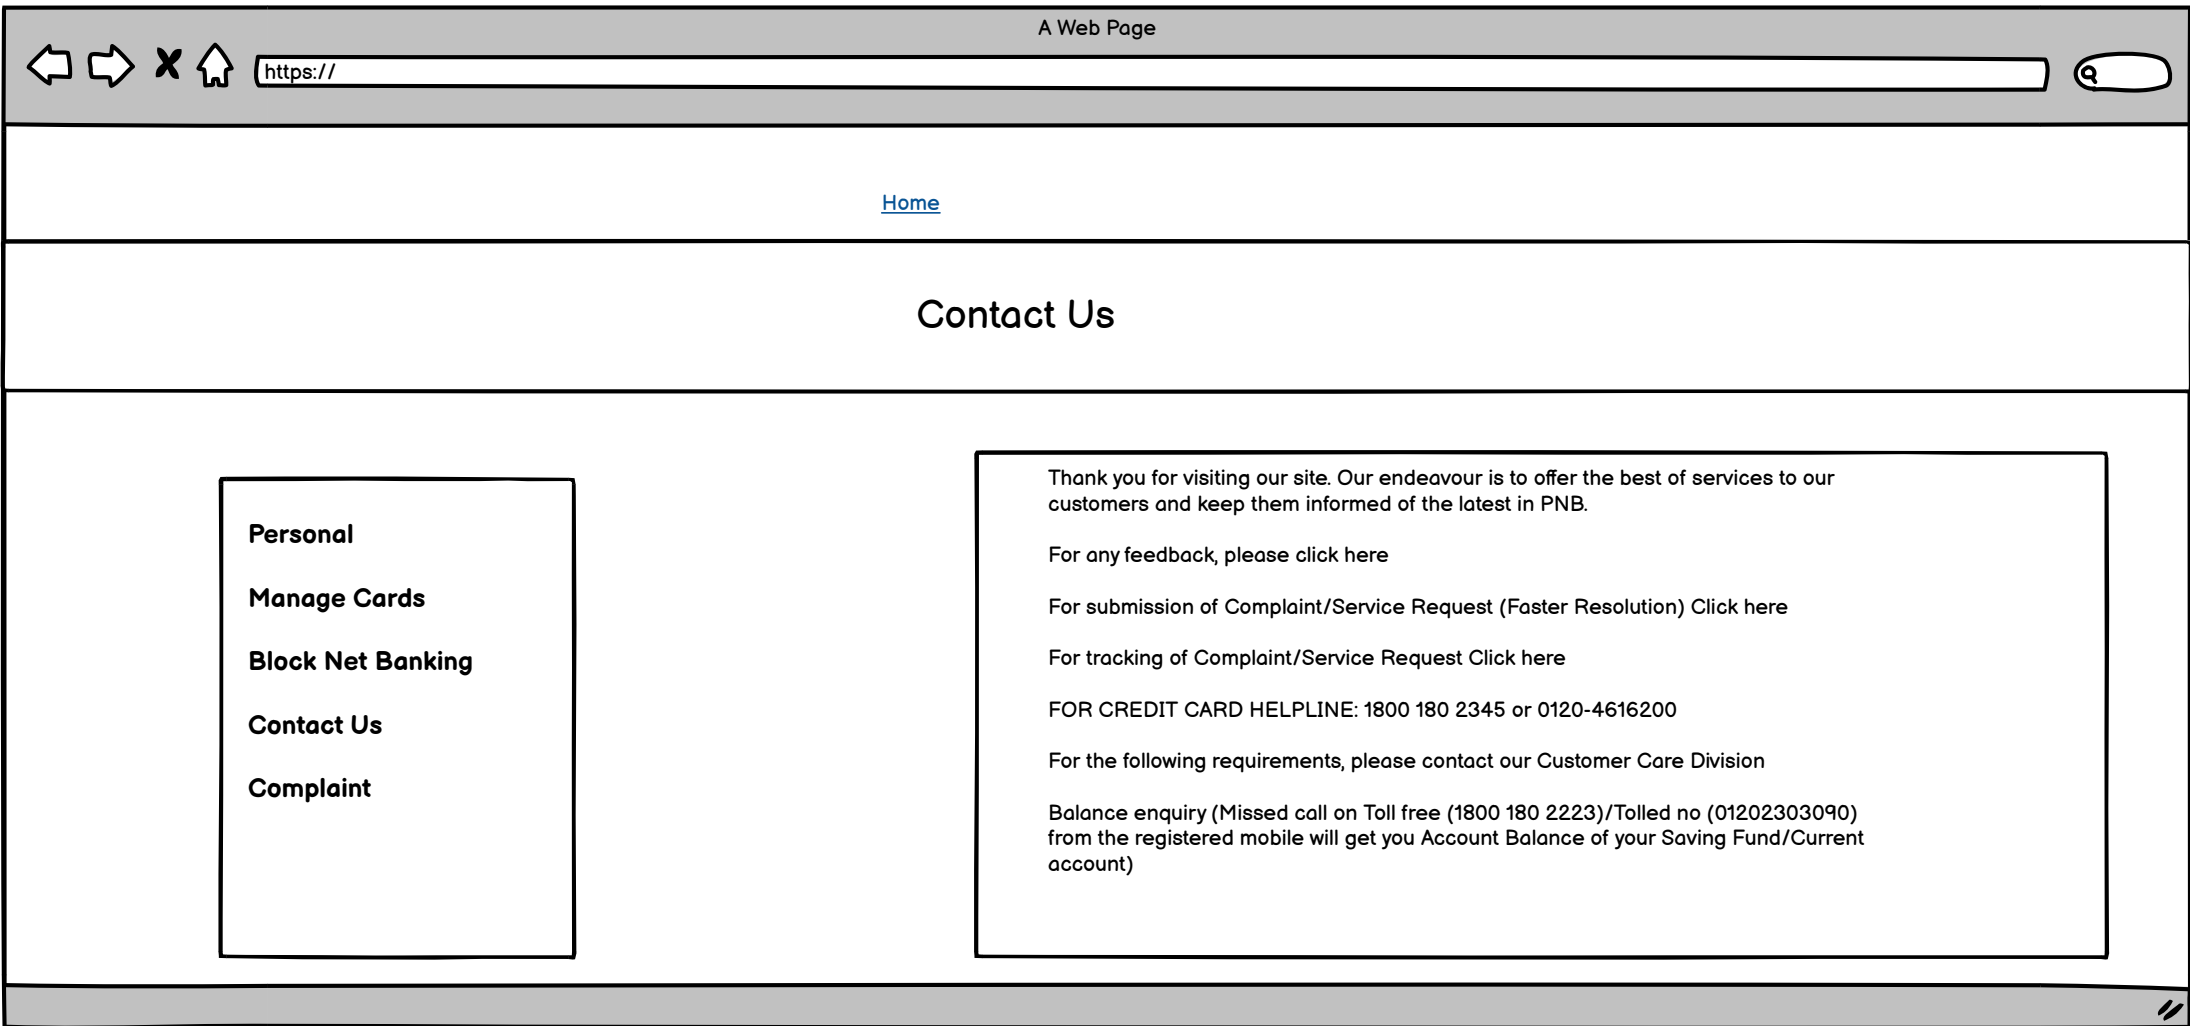 A Web Page
https://
Home
Contact Us
Personal
Manage Cards
Block Net Banking
Contact Us
Complaint
Thank you for visiting our site. Our endeavour is to offer the best of services to our
customers and keep them informed of the latest in PNB.
For any feedback, please click here
For submission of Complaint/Service Request (Faster Resolution) Click here
For tracking of Complaint/Service Request Click here
FOR CREDIT CARD HELPLINE: 1800 180 2345 or 0120-4616200
For the following requirements, please contact our Customer Care Division
Balance enquiry (Missed call on Toll free (1800 180 2223)/Tolled no (01202303090)
from the registered mobile will get you Account Balance of your Saving Fund/Current
account)